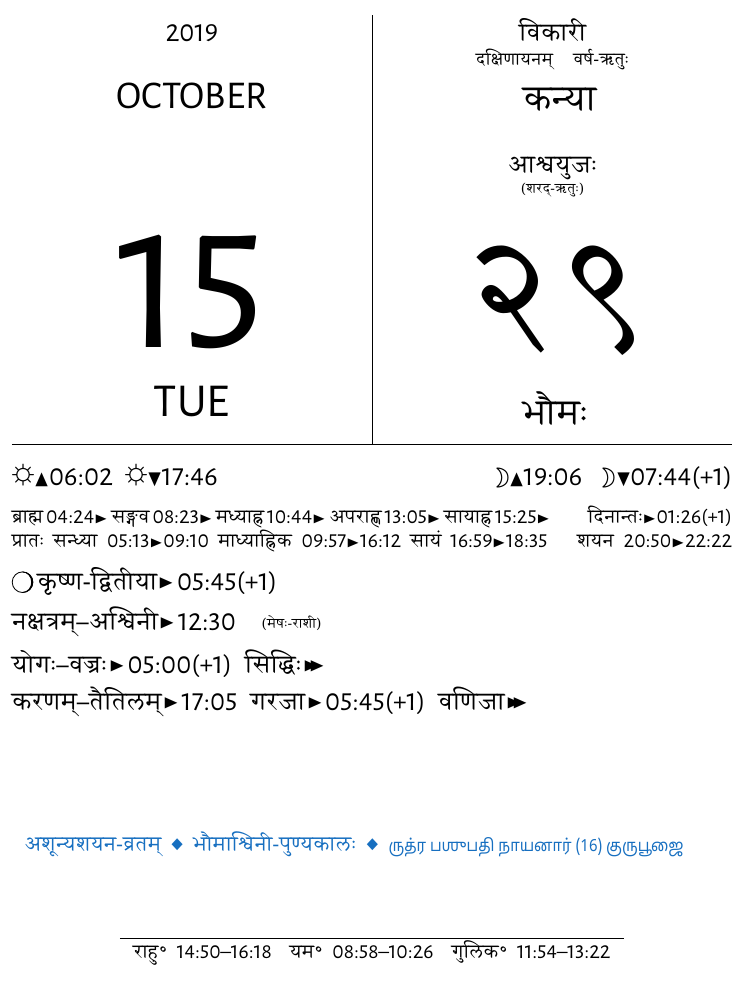 2019
OCTOBER
15
TUE
विकारी
दक्षिणायनम् वर्ष-ऋतुः
कन्या
आश्वयुजः
(शरद्-ऋतुः)
२९
भौमः
☼▲06:02 ☼▼17:46 ☽▲19:06 ☽▼07:44(+1)
ब्राह्म 04:24► सङ्गव 08:23► मध्याह्न 10:44► अपराह्ण 13:05► सायाह्न 15:25► दिनान्तः►01:26(+1)
प्रातः सन्ध्या 05:13►09:10 माध्याह्निक 09:57►16:12 सायं 16:59►18:35 शयन 20:50►22:22
❍कृष्ण-द्वितीया► 05:45(+1)
नक्षत्रम्–अश्विनी►12:30 (मेषः-राशी)
योगः–वज्रः► 05:00(+1) सिद्धिः►►
करणम्–तैतिलम्►17:05 गरजा►05:45(+1) वणिजा►►
अशून्यशयन-व्रतम् ◆ भौमाश्विनी-पुण्यकालः ◆ ருத்ர பஶுபதி நாயனார் (16) குருபூஜை
राहु॰ 14:50–16:18 यम॰ 08:58–10:26 गुलिक॰ 11:54–13:22